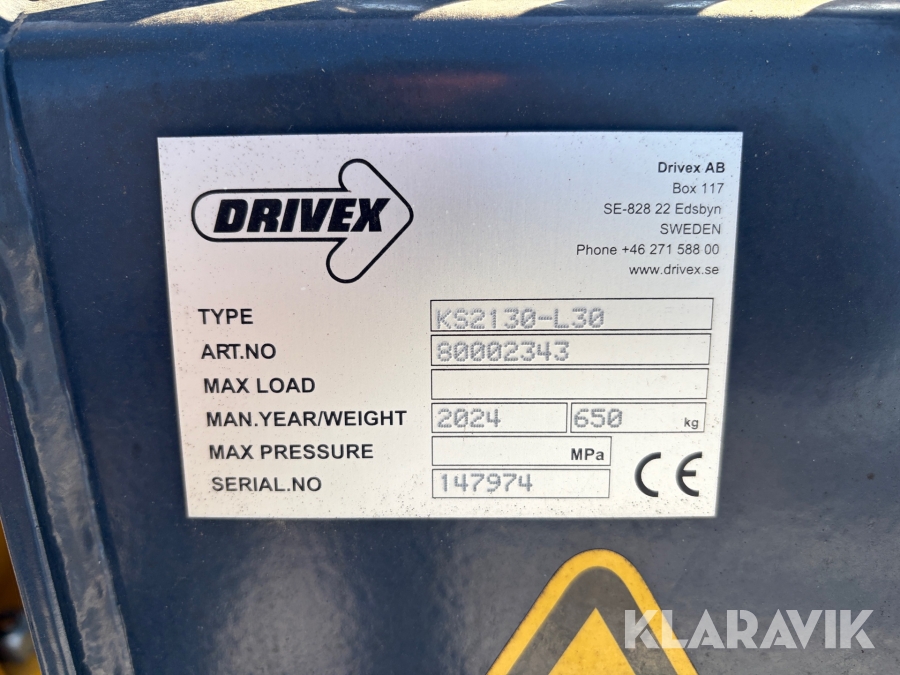 DRIVEX
Drivex AB
Box 117
SE-828 22 Edsbyn
SWEDEN
Phone +46 271 588 00
www.drivex.se
TYPE KS2130-L30
ART.NO 80002343
MAX LOAD
MAN.YEAR/WEIGHT 2024 650 kg
MAX PRESSURE MPa
SERIAL.NO 147974
CE
KLARAVIK